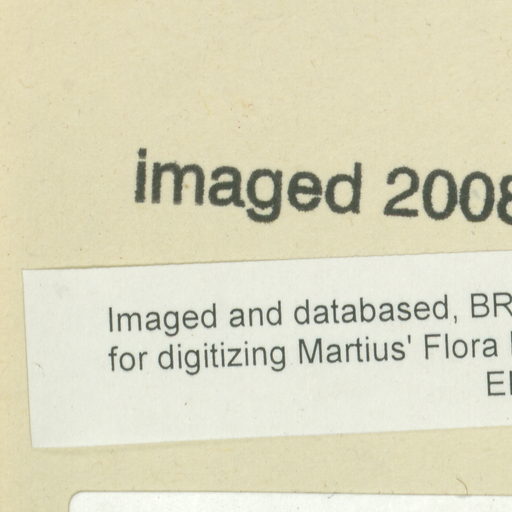 imaged 2008
Imaged and databased, BR
for digitizing Martius' Flora